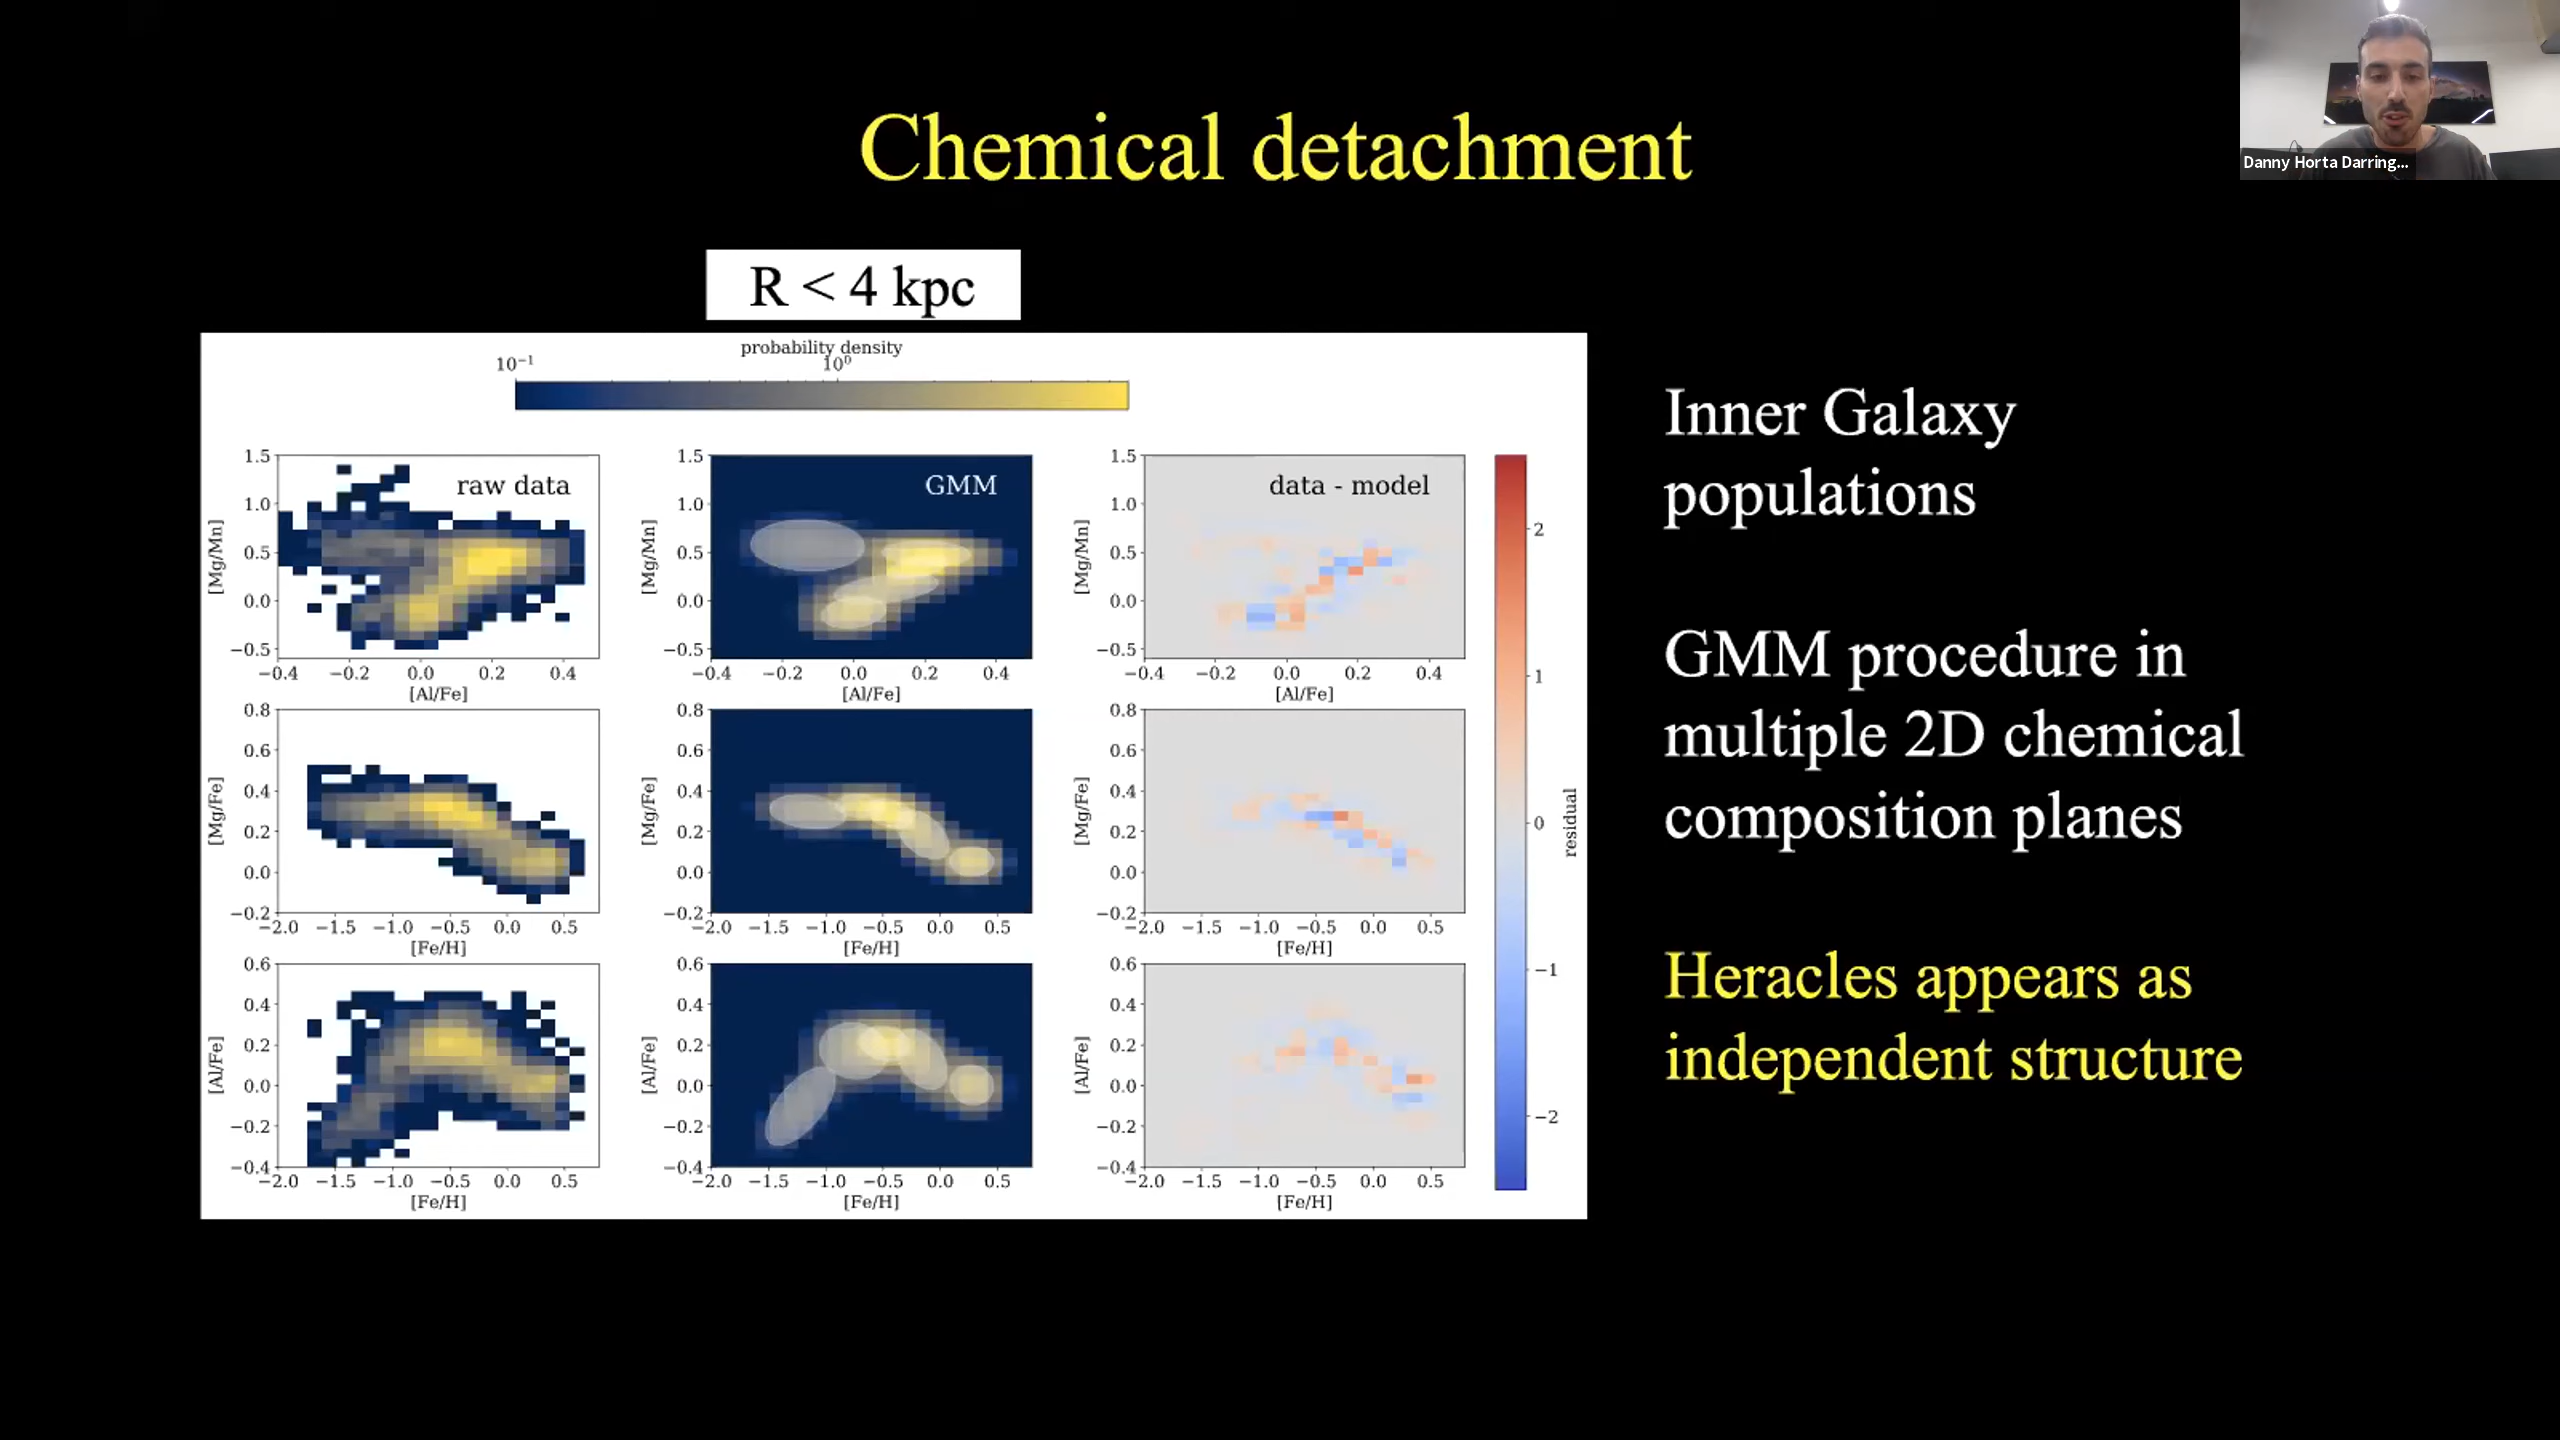 Chemical detachment
Danny Horta Darring...
R < 4 kpc
probability density
10⁻¹ 10⁰
raw data
1.5
1.0
0.5
0.0
−0.5
[Mg/Mn]
−0.4 −0.2 0.0 0.2 0.4
[Al/Fe]
GMM
1.5
1.0
0.5
0.0
−0.5
[Mg/Mn]
−0.4 −0.2 0.0 0.2 0.4
[Al/Fe]
data - model
1.5
1.0
0.5
0.0
−0.5
[Mg/Mn]
−0.4 −0.2 0.0 0.2 0.4
[Al/Fe]
0.8
0.6
0.4
0.2
0.0
−0.2
[Mg/Fe]
−2.0 −1.5 −1.0 −0.5 0.0 0.5
[Fe/H]
0.8
0.6
0.4
0.2
0.0
−0.2
[Mg/Fe]
−2.0 −1.5 −1.0 −0.5 0.0 0.5
[Fe/H]
0.8
0.6
0.4
0.2
0.0
−0.2
[Mg/Fe]
−2.0 −1.5 −1.0 −0.5 0.0 0.5
[Fe/H]
0.6
0.4
0.2
0.0
−0.2
−0.4
[Al/Fe]
−2.0 −1.5 −1.0 −0.5 0.0 0.5
[Fe/H]
0.6
0.4
0.2
0.0
−0.2
−0.4
[Al/Fe]
−2.0 −1.5 −1.0 −0.5 0.0 0.5
[Fe/H]
0.6
0.4
0.2
0.0
−0.2
−0.4
[Al/Fe]
−2.0 −1.5 −1.0 −0.5 0.0 0.5
[Fe/H]
2
1
0
−1
−2
residual
Inner Galaxy
populations
GMM procedure in
multiple 2D chemical
composition planes
Heracles appears as
independent structure